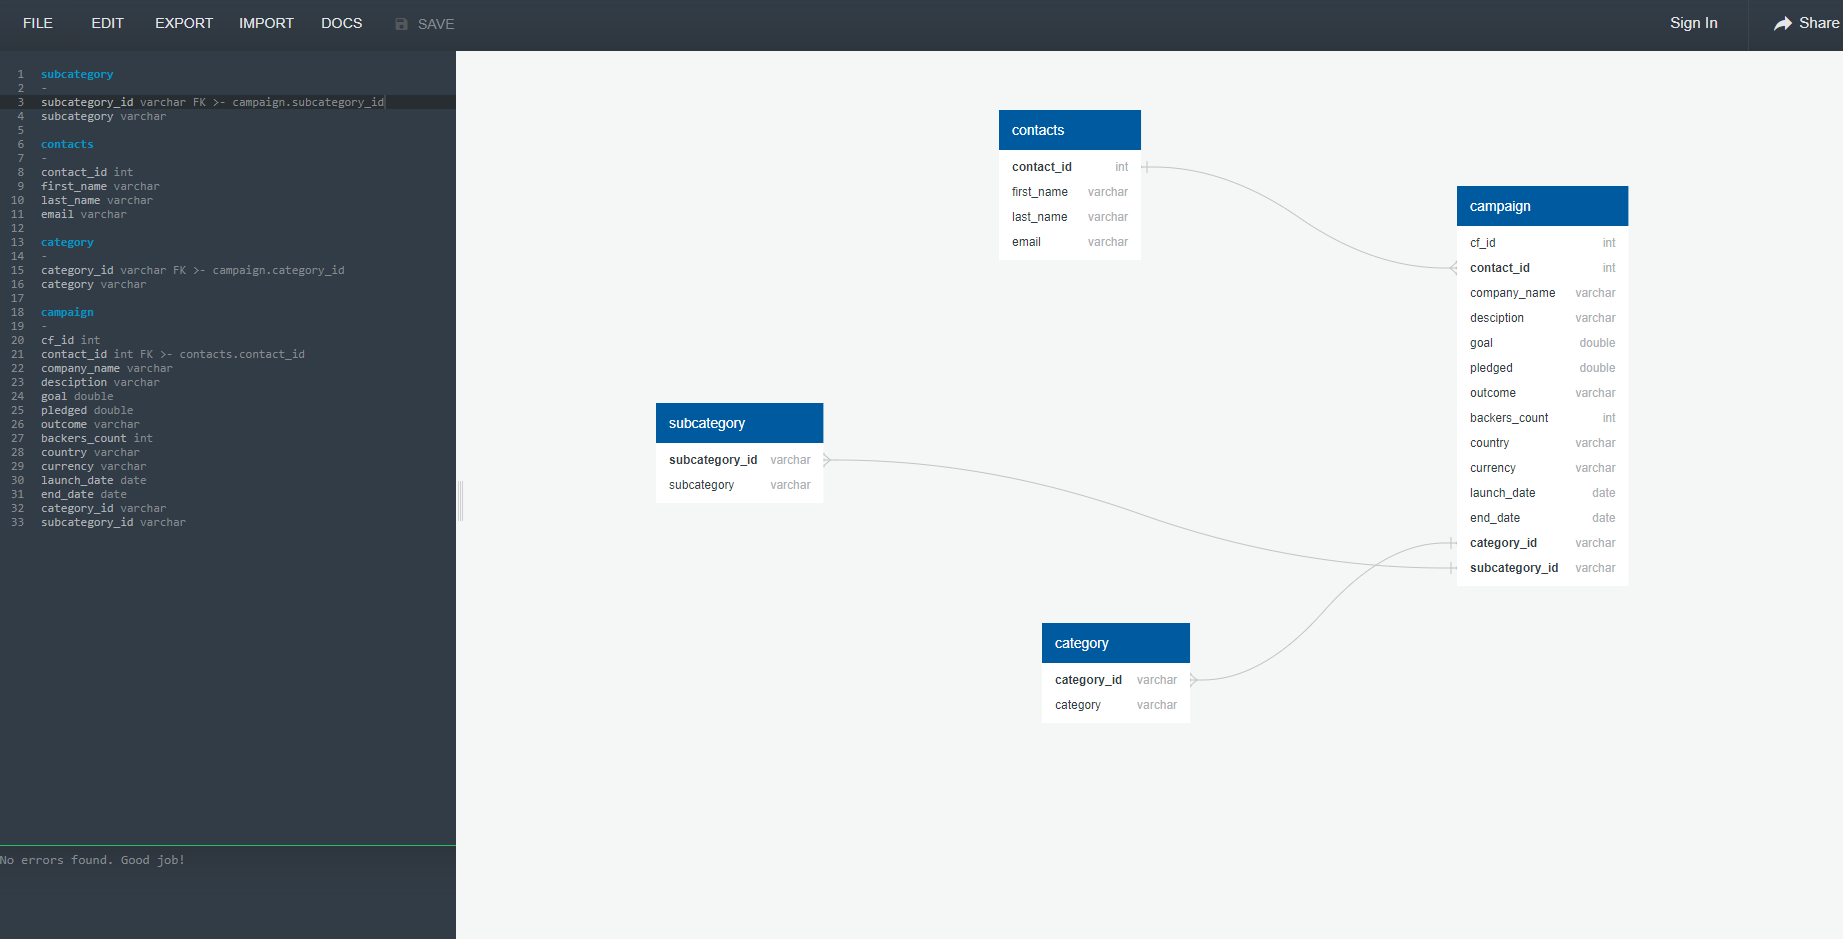 FILE EDIT EXPORT IMPORT DOCS SAVE Sign In Share
1 subcategory
2 -
3 subcategory_id varchar FK >- campaign.subcategory_id
4 subcategory varchar
5
6 contacts
7 -
8 contact_id int
9 first_name varchar
10 last_name varchar
11 email varchar
12
13 category
14 -
15 category_id varchar FK >- campaign.category_id
16 category varchar
17
18 campaign
19 -
20 cf_id int
21 contact_id int FK >- contacts.contact_id
22 company_name varchar
23 desciption varchar
24 goal double
25 pledged double
26 outcome varchar
27 backers_count int
28 country varchar
29 currency varchar
30 launch_date date
31 end_date date
32 category_id varchar
33 subcategory_id varchar
No errors found. Good job!
contacts
contact_id int
first_name varchar
last_name varchar
email varchar
campaign
cf_id int
contact_id int
company_name varchar
desciption varchar
goal double
pledged double
outcome varchar
backers_count int
country varchar
currency varchar
launch_date date
end_date date
category_id varchar
subcategory_id varchar
subcategory
subcategory_id varchar
subcategory varchar
category
category_id varchar
category varchar